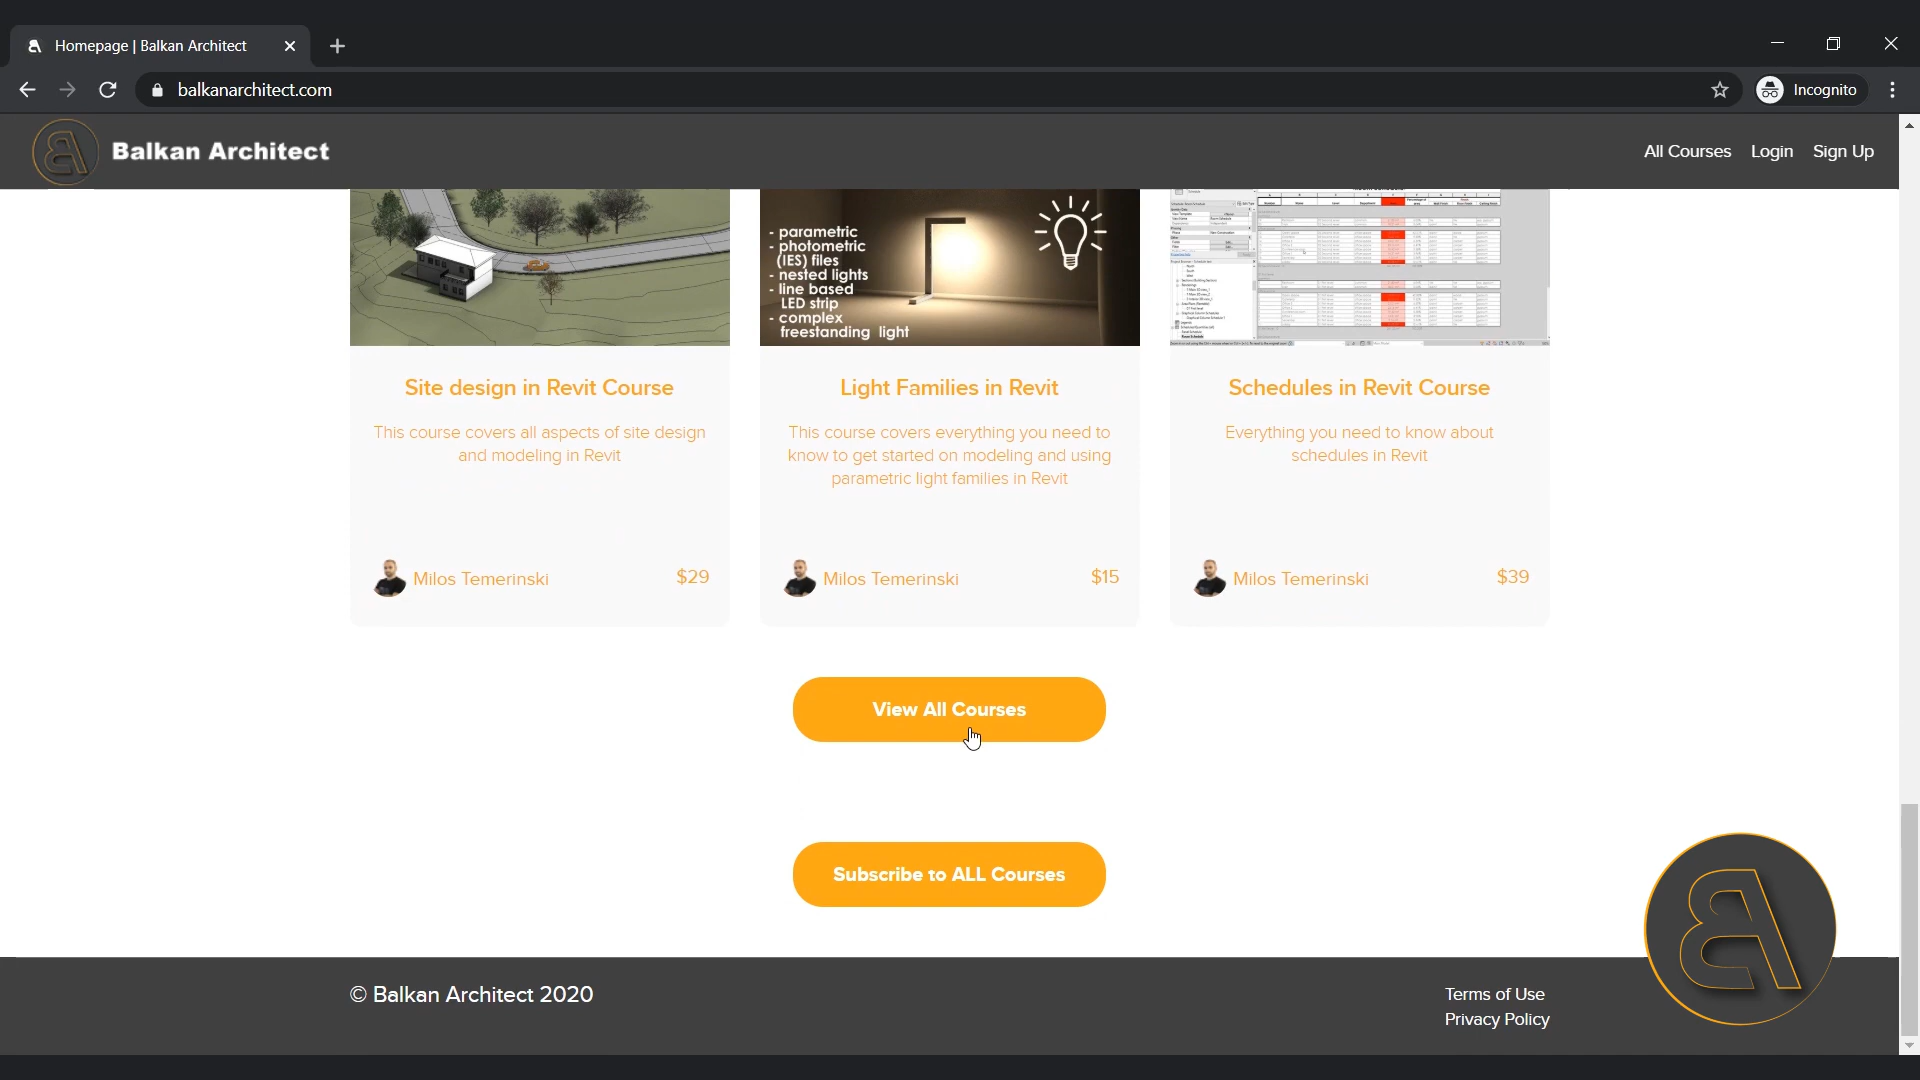 Homepage | Balkan Architect
balkanarchitect.com
Incognito
Balkan Architect
All Courses Login Sign Up
- parametric
- photometric
(IES) files
- nested lights
- line based
LED strip
- complex
freestanding light
Site design in Revit Course
This course covers all aspects of site design
and modeling in Revit
Milos Temerinski $29
Light Families in Revit
This course covers everything you need to
know to get started on modeling and using
parametric light families in Revit
Milos Temerinski $15
Schedules in Revit Course
Everything you need to know about
schedules in Revit
Milos Temerinski $39
View All Courses
Subscribe to ALL Courses
© Balkan Architect 2020
Terms of Use
Privacy Policy